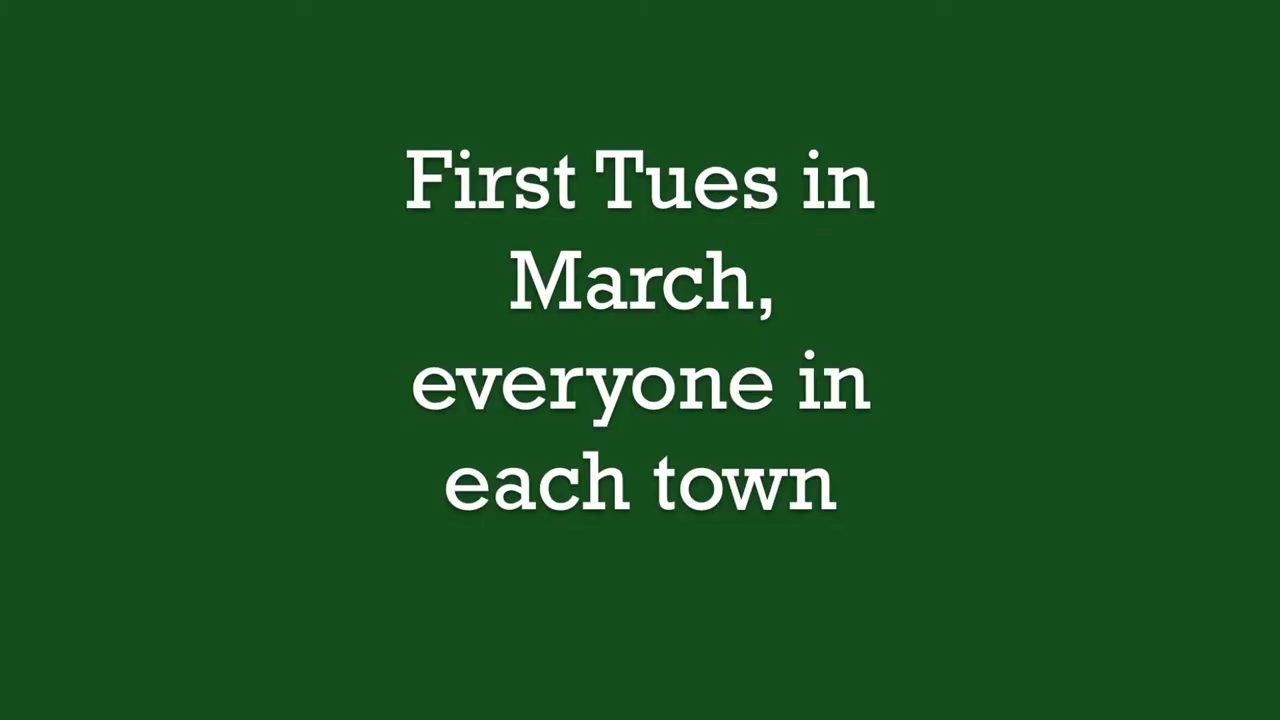 First Tues in
March,
everyone in
each town